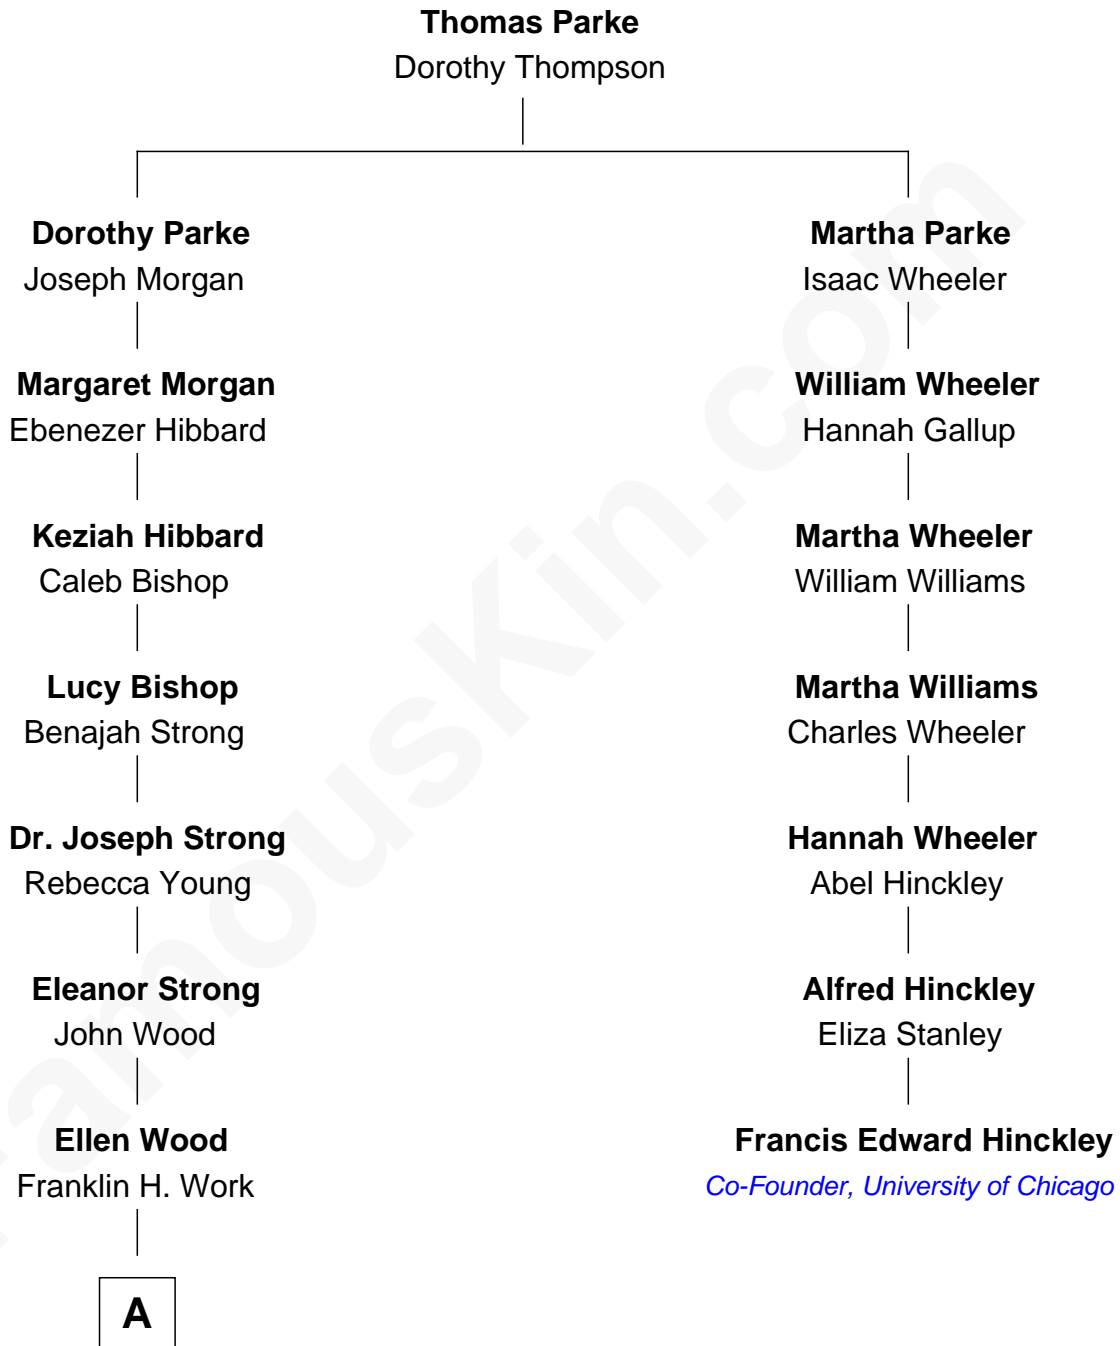 Thomas Parke
Dorothy Thompson
Dorothy Parke
Joseph Morgan
Martha Parke
Isaac Wheeler
Margaret Morgan
Ebenezer Hibbard
William Wheeler
Hannah Gallup
Keziah Hibbard
Caleb Bishop
Martha Wheeler
William Williams
Lucy Bishop
Benajah Strong
Martha Williams
Charles Wheeler
Dr. Joseph Strong
Rebecca Young
Hannah Wheeler
Abel Hinckley
Eleanor Strong
John Wood
Alfred Hinckley
Eliza Stanley
Ellen Wood
Franklin H. Work
Francis Edward Hinckley
Co-Founder, University of Chicago
A
FamousKin.com